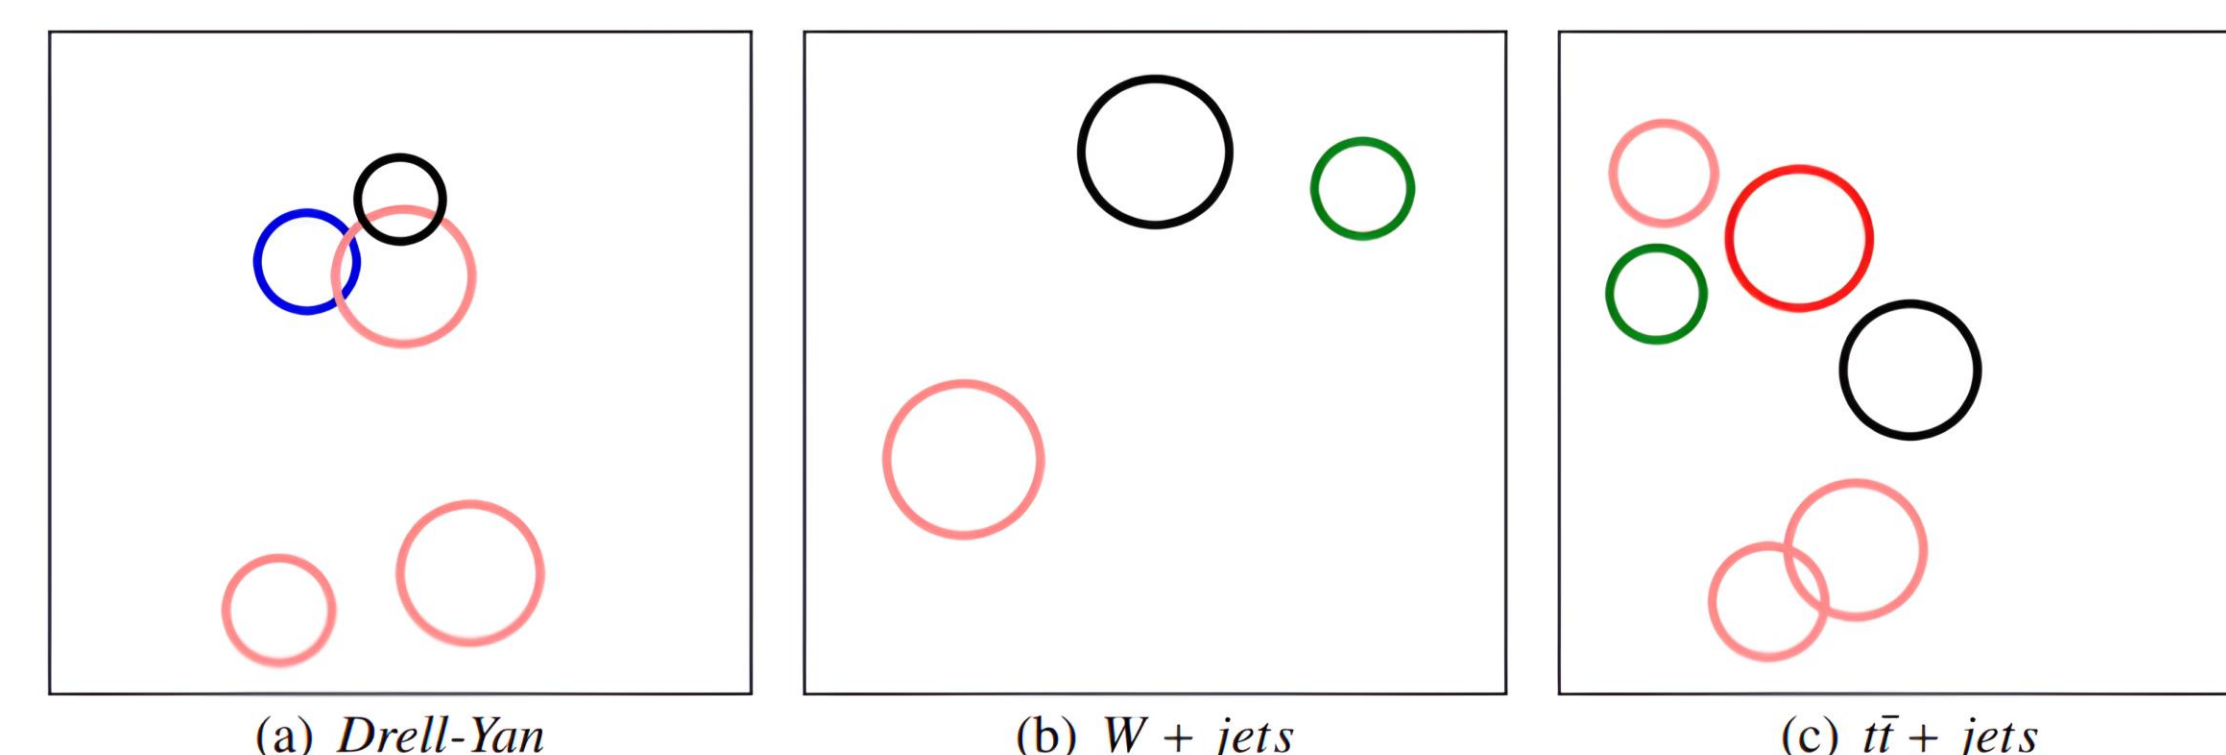 (a) Drell-Yan
(b) W + jets
(c) tt̄ + jets